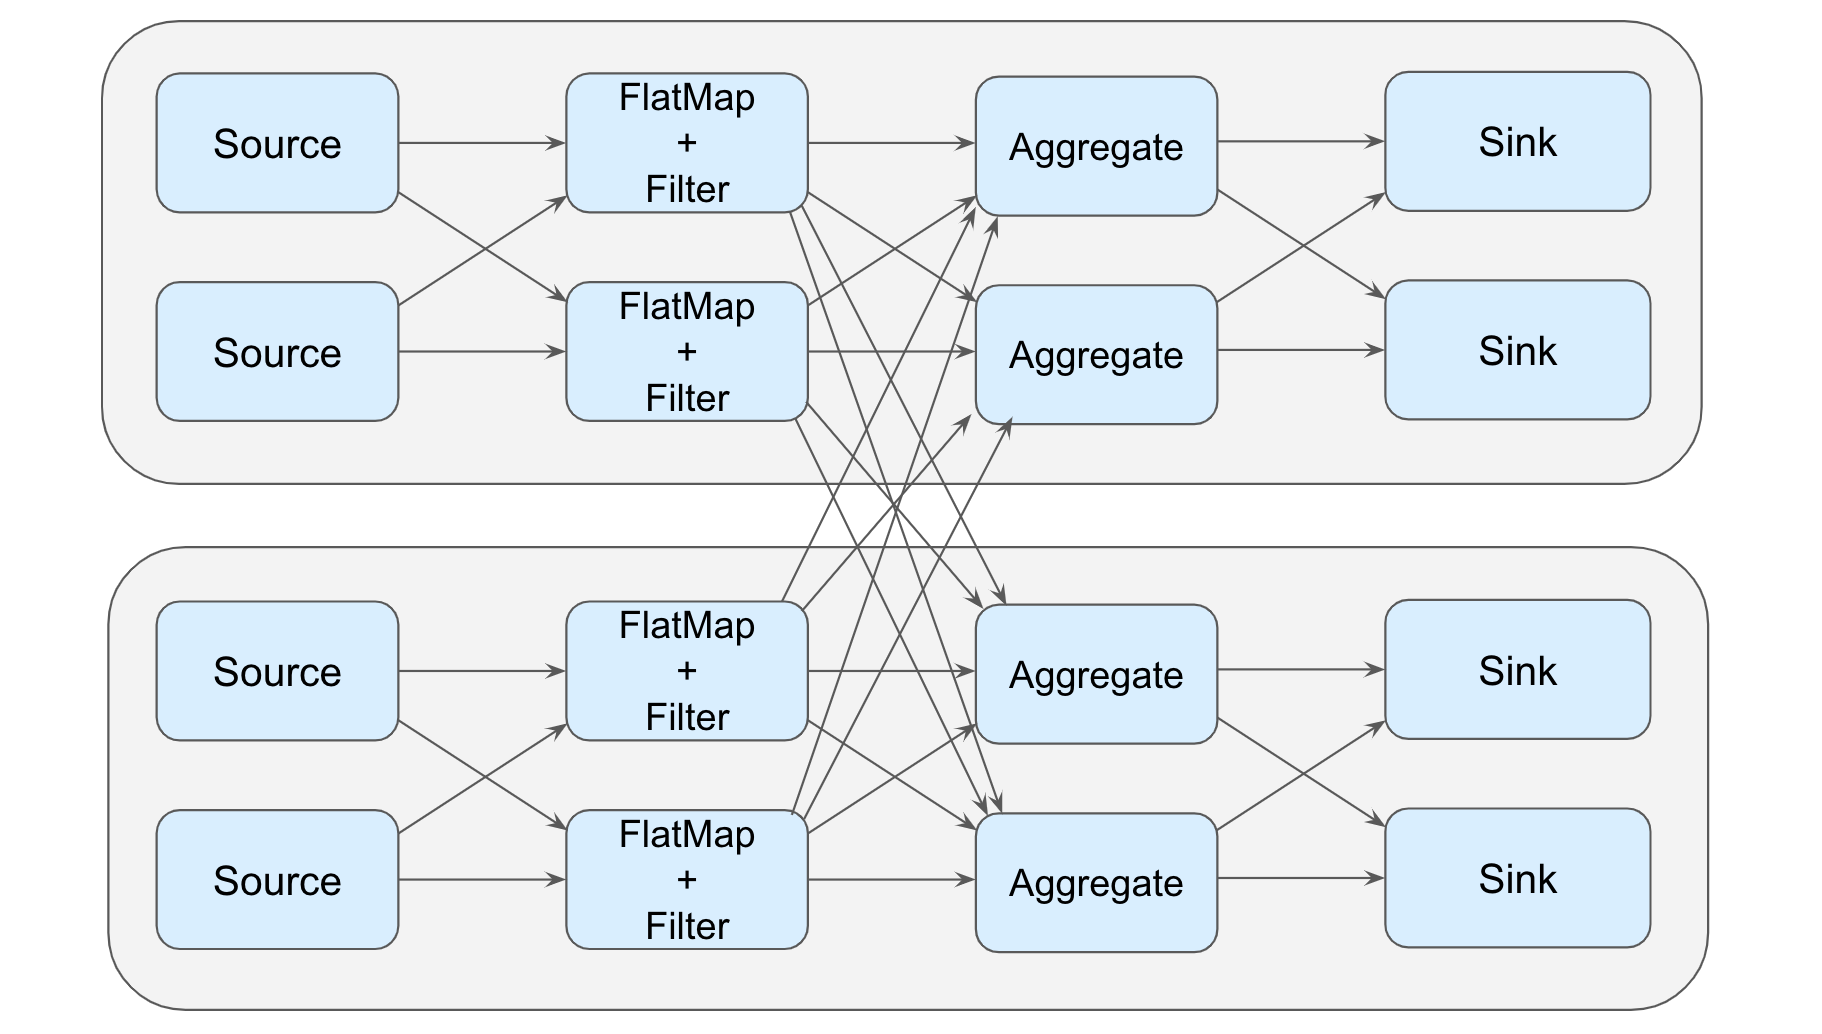 Source
FlatMap
+
Filter
Aggregate
Sink
Source
FlatMap
+
Filter
Aggregate
Sink
Source
FlatMap
+
Filter
Aggregate
Sink
Source
FlatMap
+
Filter
Aggregate
Sink